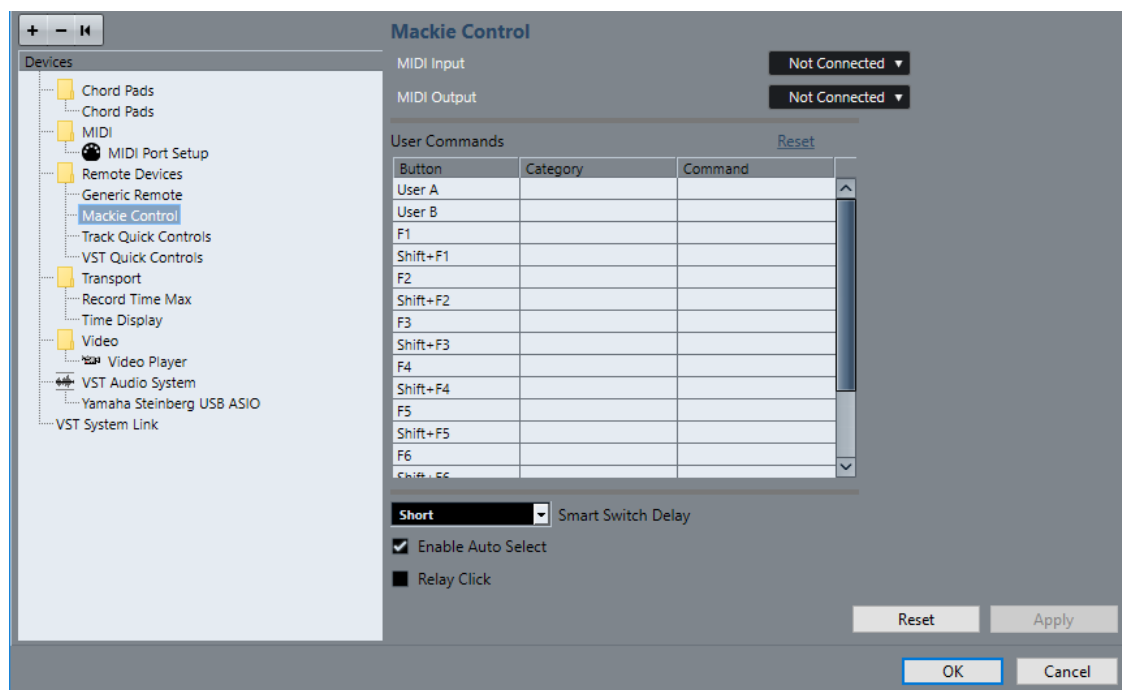 Devices
Chord Pads
Chord Pads
MIDI
MIDI Port Setup
Remote Devices
Generic Remote
Mackie Control
Track Quick Controls
VST Quick Controls
Transport
Record Time Max
Time Display
Video
Video Player
VST Audio System
Yamaha Steinberg USB ASIO
VST System Link
Mackie Control
MIDI Input Not Connected
MIDI Output Not Connected
User Commands Reset
Button Category Command
User A
User B
F1
Shift+F1
F2
Shift+F2
F3
Shift+F3
F4
Shift+F4
F5
Shift+F5
F6
Shift+F6
Short Smart Switch Delay
Enable Auto Select
Relay Click
Reset Apply
OK Cancel